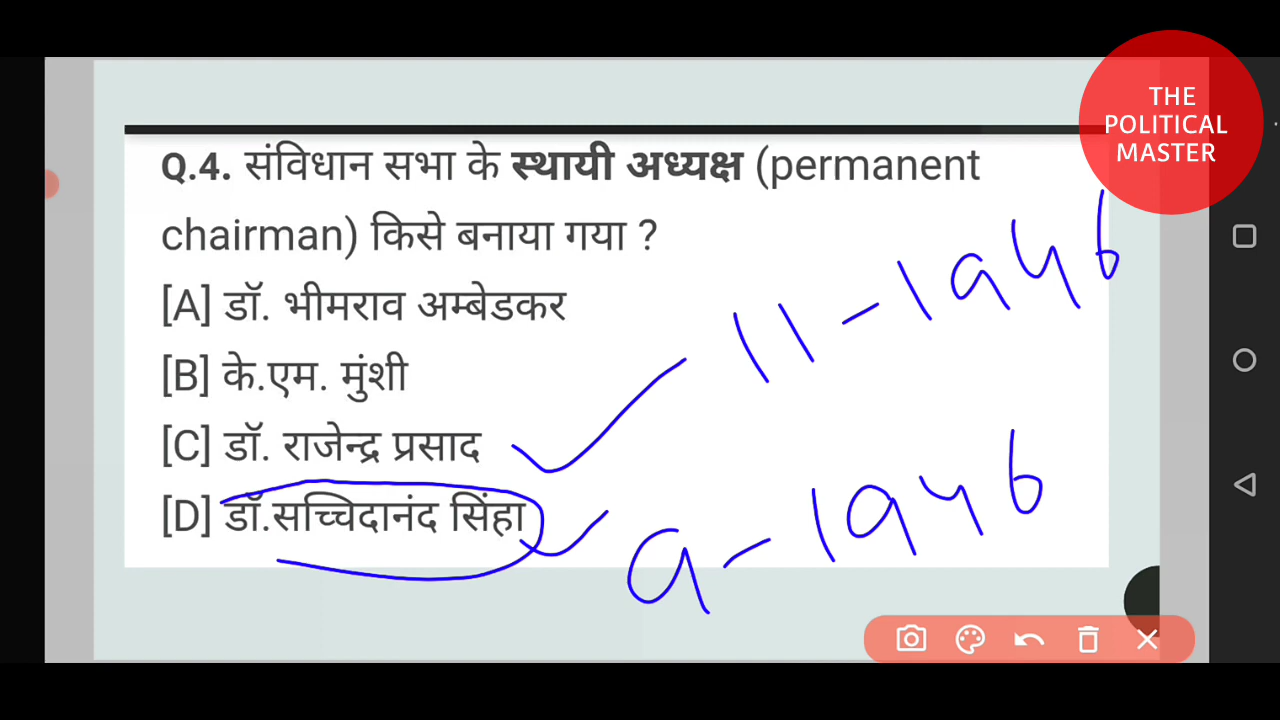 THE
POLITICAL
MASTER
Q.4. संविधान सभा के स्थायी अध्यक्ष (permanent
chairman) किसे बनाया गया ?
[A] डॉ. भीमराव अम्बेडकर
[B] के.एम. मुंशी
[C] डॉ. राजेन्द्र प्रसाद
11-1946
[D] डॉ.सच्चिदानंद सिंहा
9-1946